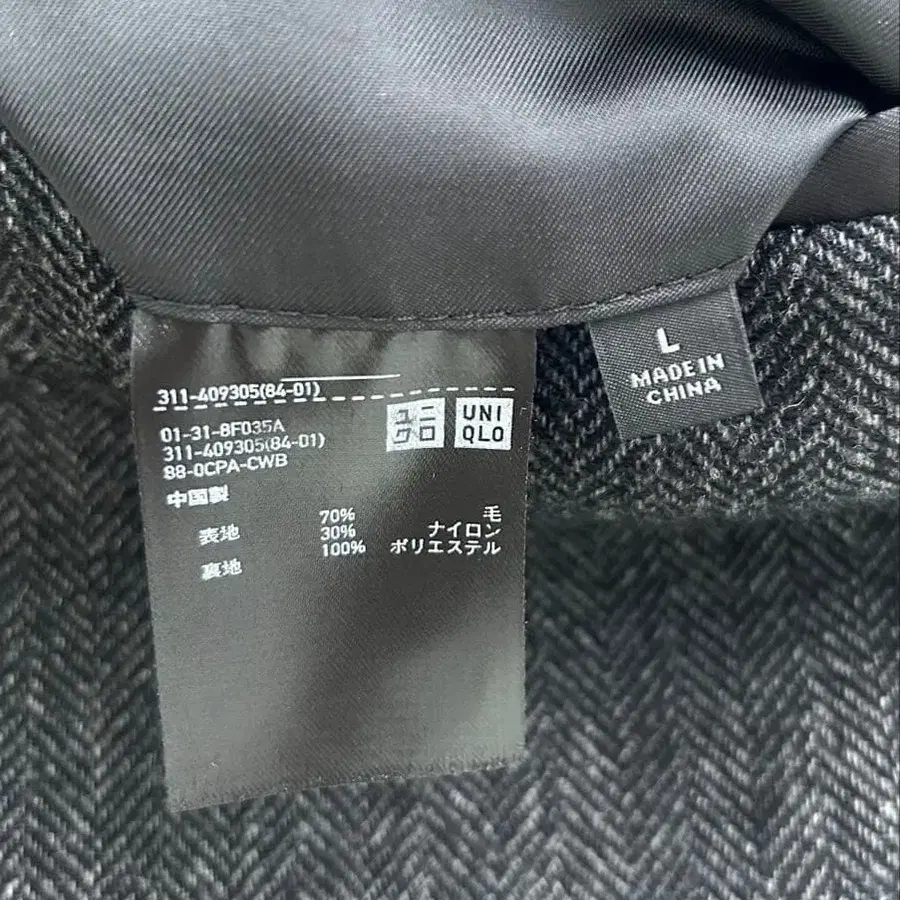 311-409305(84-01)
01-31-8F035A
311-409305(84-01)
88-0CPA-CWB
中国製
ユニ
クロ
UNI
QLO
表地 70% 毛
30% ナイロン
裏地 100% ポリエステル
L
MADE IN
CHINA